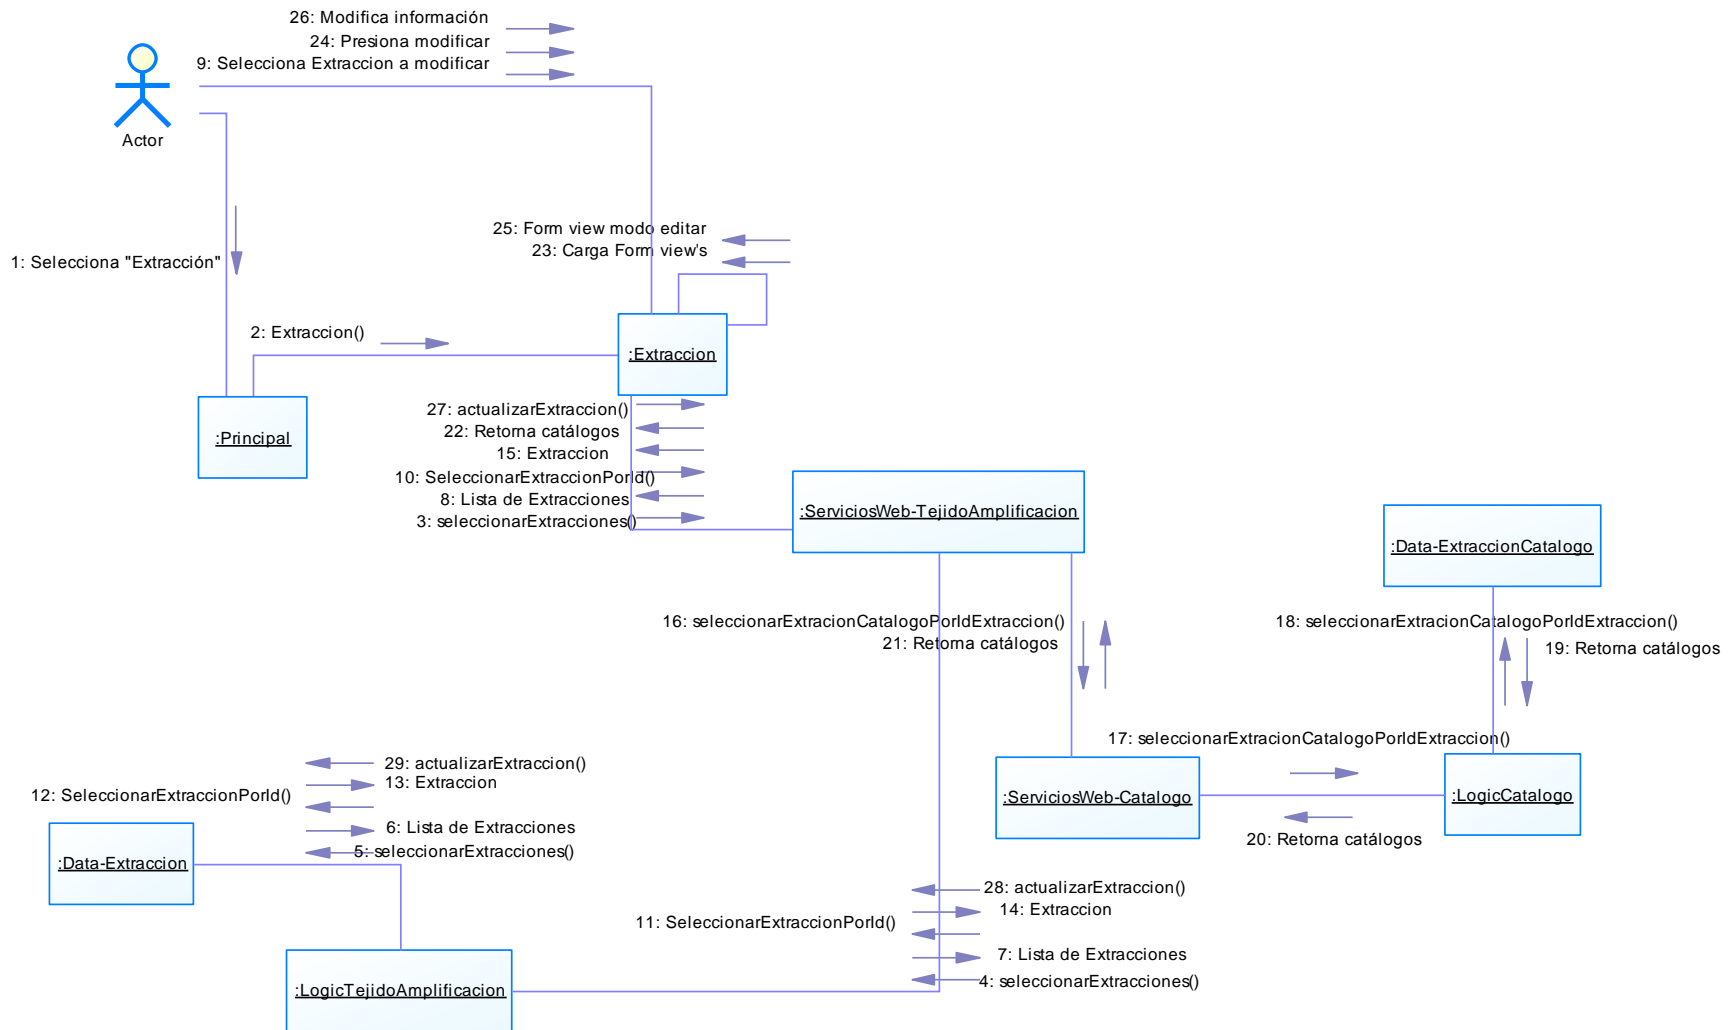 26: Modifica información
24: Presiona modificar
9: Selecciona Extraccion a modificar
Actor
25: Form view modo editar
23: Carga Form view's
1: Selecciona "Extracción"
2: Extraccion()
:Extraccion
:Principal
27: actualizarExtraccion()
22: Retorna catálogos
15: Extraccion
10: SeleccionarExtraccionPorId()
8: Lista de Extracciones
3: seleccionarExtracciones()
:ServiciosWeb-TejidoAmplificacion
:Data-ExtraccionCatalogo
16: seleccionarExtracionCatalogoPorIdExtraccion()
21: Retorna catálogos
18: seleccionarExtracionCatalogoPorIdExtraccion()
19: Retorna catálogos
17: seleccionarExtracionCatalogoPorIdExtraccion()
:ServiciosWeb-Catalogo
:LogicCatalogo
20: Retorna catálogos
29: actualizarExtraccion()
13: Extraccion
12: SeleccionarExtraccionPorId()
6: Lista de Extracciones
5: seleccionarExtracciones()
:Data-Extraccion
28: actualizarExtraccion()
14: Extraccion
11: SeleccionarExtraccionPorId()
7: Lista de Extracciones
4: seleccionarExtracciones()
:LogicTejidoAmplificacion